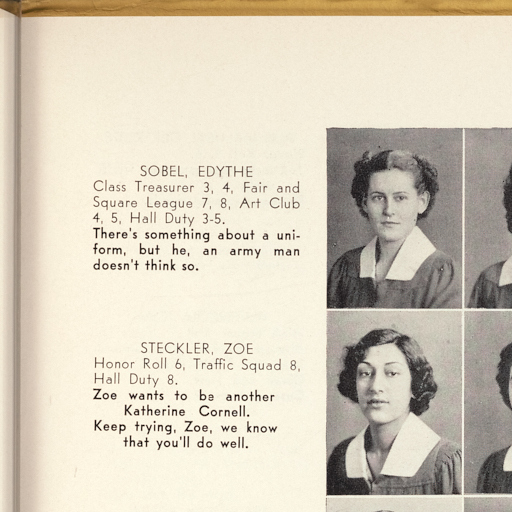 SOBEL, EDYTHE
Class Treasurer 3, 4, Fair and
Square League 7, 8, Art Club
4, 5, Hall Duty 3-5.
There's something about a uni-
form, but he, an army man
doesn't think so.
STECKLER, ZOE
Honor Roll 6, Traffic Squad 8,
Hall Duty 8.
Zoe wants to be another
Katherine Cornell.
Keep trying, Zoe, we know
that you'll do well.